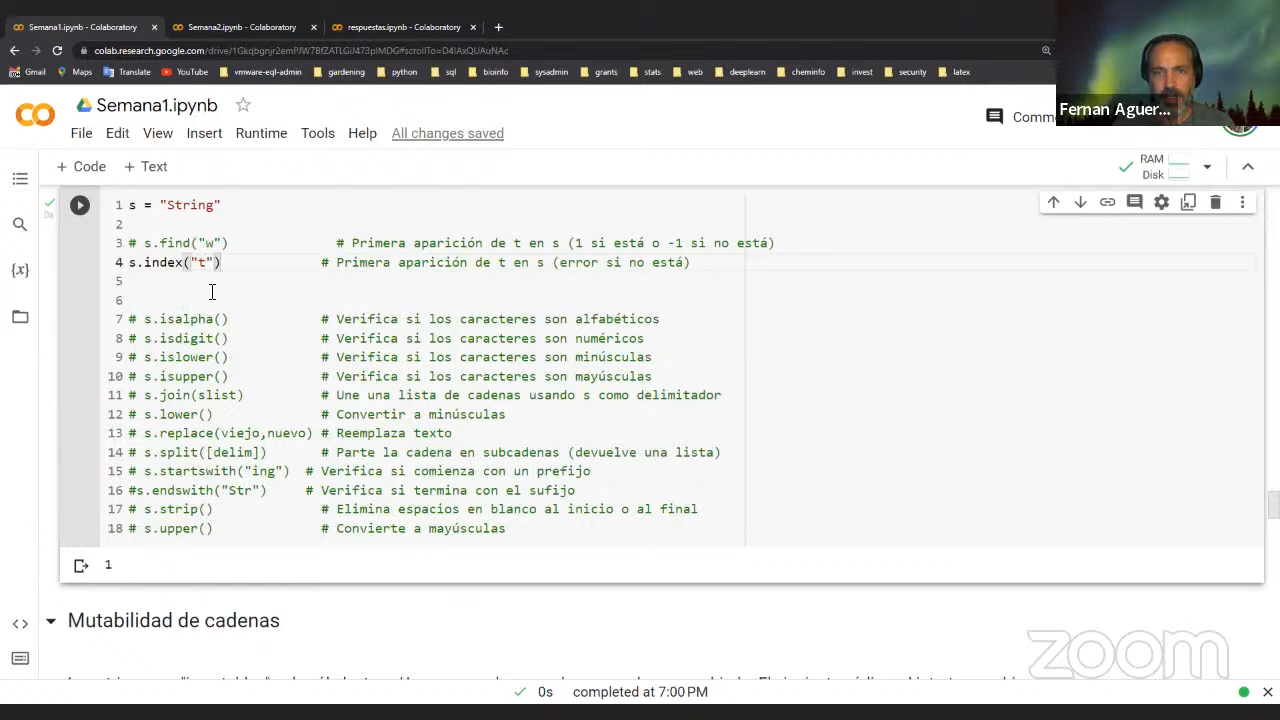 Semana1.ipynb - Colaboratory
Semana2.ipynb - Colaboratory
respuestas.ipynb - Colaboratory
Gmail
Maps
Translate
YouTube
vmware-eql-admin
gardening
python
sql
bioinfo
sysadmin
grants
stats
web
deeplearn
cheminfo
invest
security
latex
Fernan Aguer...
Semana1.ipynb
File Edit View Insert Runtime Tools Help All changes saved
+ Code + Text
RAM
Disk
1 s = "String"
2
3 # s.find("w") # Primera aparición de t en s (1 si está o -1 si no está)
4 s.index("t") # Primera aparición de t en s (error si no está)
5
6
7 # s.isalpha() # Verifica si los caracteres son alfabéticos
8 # s.isdigit() # Verifica si los caracteres son numéricos
9 # s.islower() # Verifica si los caracteres son minúsculas
10 # s.isupper() # Verifica si los caracteres son mayúsculas
11 # s.join(slist) # Une una lista de cadenas usando s como delimitador
12 # s.lower() # Convertir a minúsculas
13 # s.replace(viejo,nuevo) # Reemplaza texto
14 # s.split([delim]) # Parte la cadena en subcadenas (devuelve una lista)
15 # s.startswith("ing") # Verifica si comienza con un prefijo
16 #s.endswith("Str") # Verifica si termina con el sufijo
17 # s.strip() # Elimina espacios en blanco al inicio o al final
18 # s.upper() # Convierte a mayúsculas
1
Mutabilidad de cadenas
zoom
0s completed at 7:00 PM